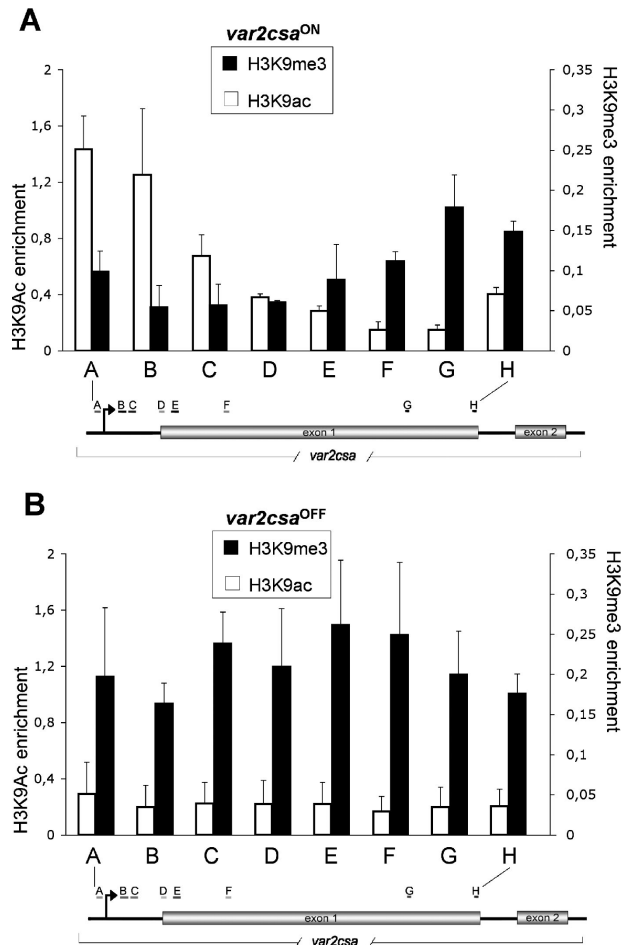 A
var2csaON
H3K9me3
H3K9ac
2
1,6
1,2
0,8
0,4
0
H3K9Ac enrichment
0,35
0,3
0,25
0,2
0,15
0,1
0,05
0
H3K9me3 enrichment
A B C D E F G H
A B C D E F G H
exon 1 exon 2
var2csa
B
var2csaOFF
H3K9me3
H3K9ac
2
1,6
1,2
0,8
0,4
0
H3K9Ac enrichment
0,35
0,3
0,25
0,2
0,15
0,1
0,05
0
H3K9me3 enrichment
A B C D E F G H
A B C D E F G H
exon 1 exon 2
var2csa